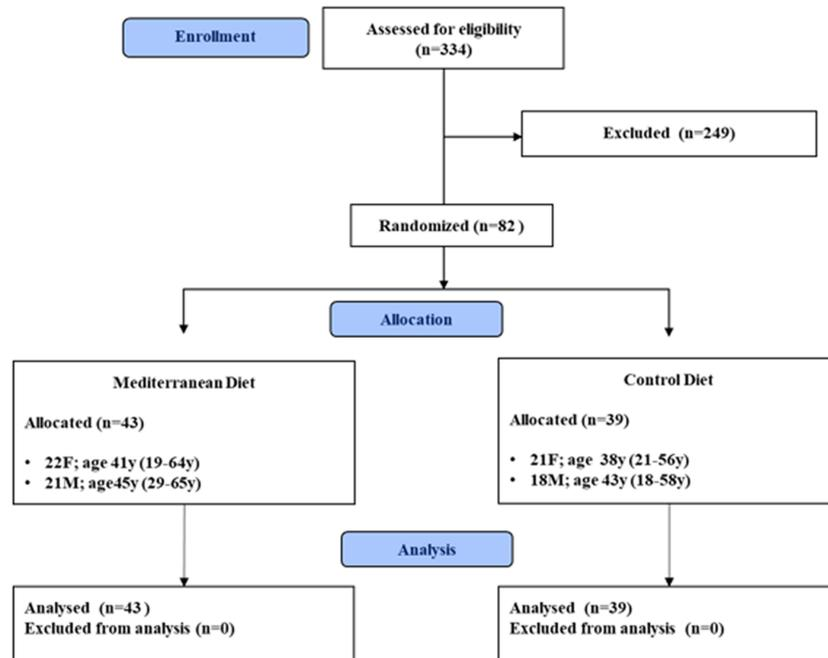 Enrollment
Assessed for eligibility
(n=334)
Excluded (n=249)
Randomized (n=82 )
Allocation
Mediterranean Diet
Allocated (n=43)
• 22F; age 41y (19-64y)
• 21M; age45y (29-65y)
Control Diet
Allocated (n=39)
• 21F; age 38y (21-56y)
• 18M; age 43y (18-58y)
Analysis
Analysed (n=43 )
Excluded from analysis (n=0)
Analysed (n=39)
Excluded from analysis (n=0)